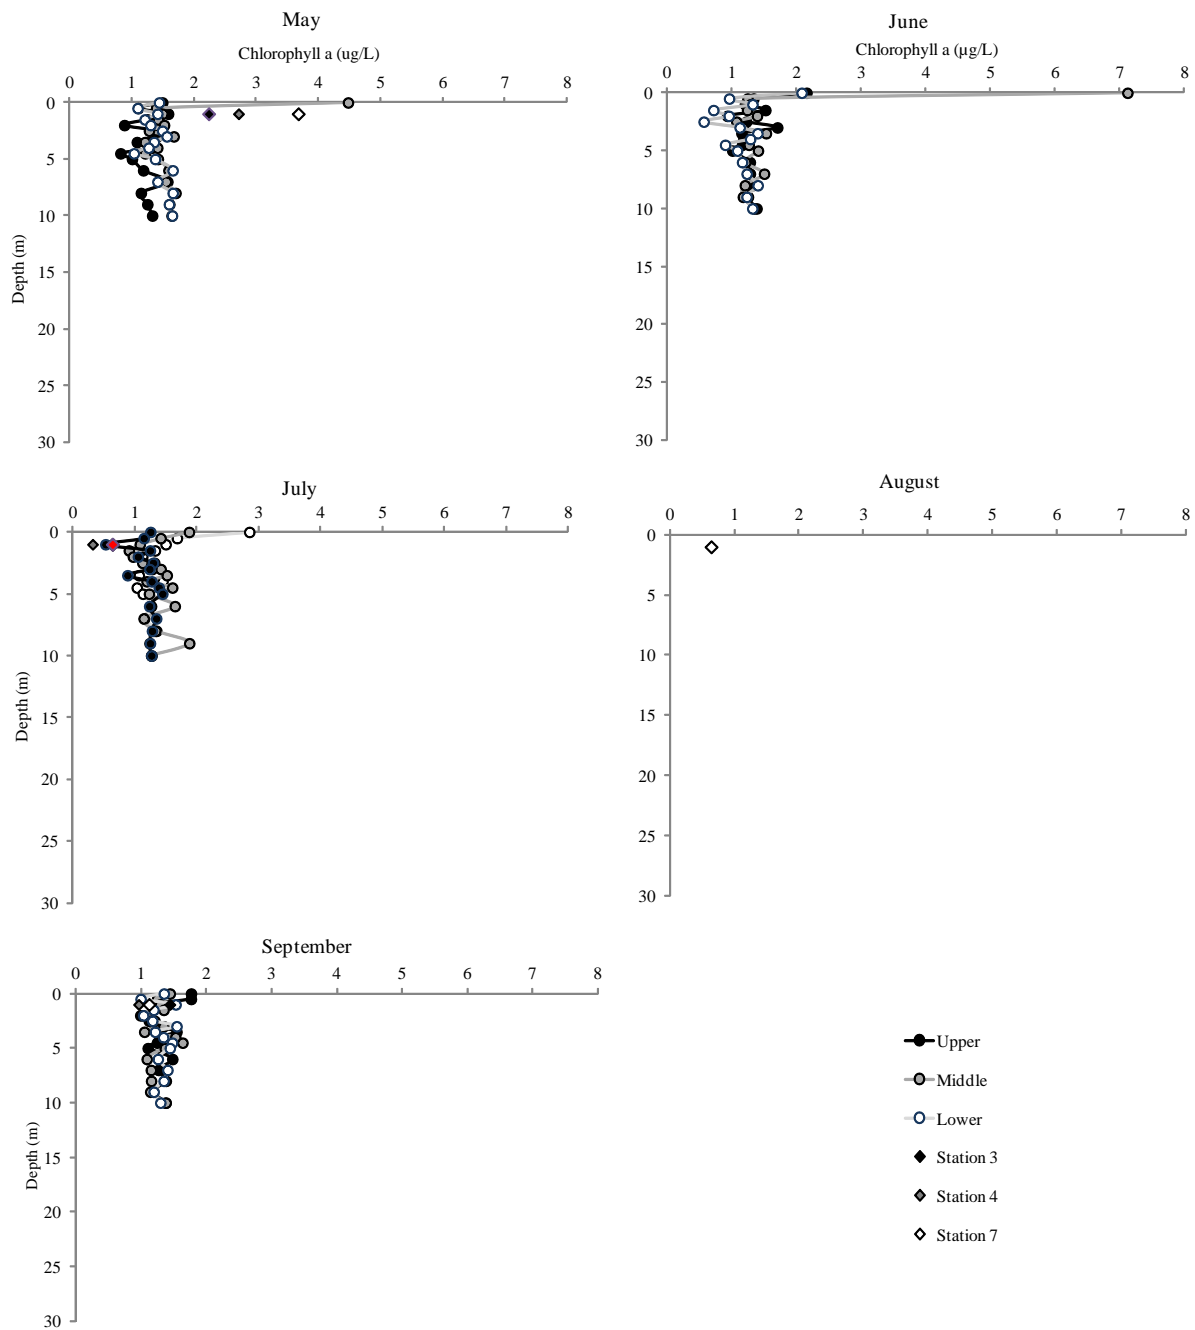 May
Chlorophyll a (ug/L)
0 1 2 3 4 5 6 7 8
0
5
10
15
20
25
30
Depth (m)
June
Chlorophyll a (µg/L)
0 1 2 3 4 5 6 7 8
0
5
10
15
20
25
30
July
0 1 2 3 4 5 6 7 8
0
5
10
15
20
25
30
Depth (m)
August
0 1 2 3 4 5 6 7 8
0
5
10
15
20
25
30
September
0 1 2 3 4 5 6 7 8
0
5
10
15
20
25
30
Depth (m)
Upper
Middle
Lower
Station 3
Station 4
Station 7